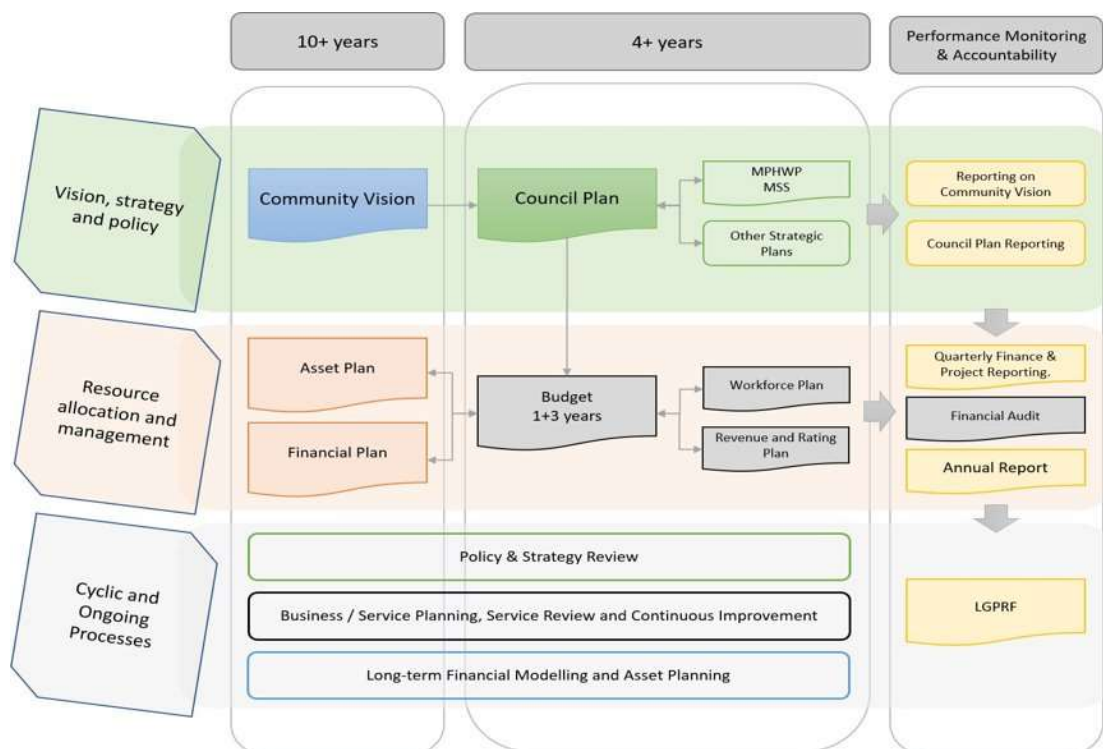 10+ years
4+ years
Performance Monitoring
& Accountability
Vision, strategy
and policy
Community Vision
Council Plan
MPHWP
MSS
Other Strategic
Plans
Reporting on
Community Vision
Council Plan Reporting
Resource
allocation and
management
Asset Plan
Financial Plan
Budget
1+3 years
Workforce Plan
Revenue and Rating
Plan
Quarterly Finance &
Project Reporting.
Financial Audit
Annual Report
Cyclic and
Ongoing
Processes
Policy & Strategy Review
Business / Service Planning, Service Review and Continuous Improvement
Long-term Financial Modelling and Asset Planning
LGPRF